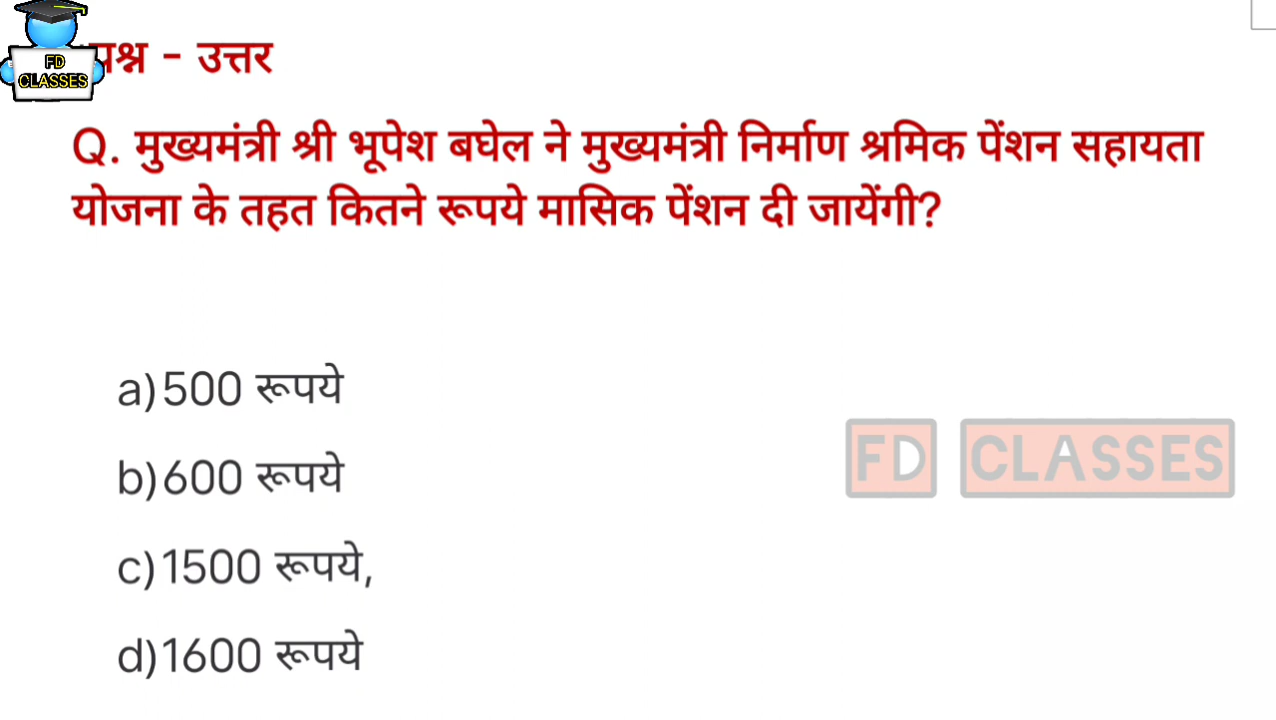 FD
CLASSES
प्रश्न - उत्तर
Q. मुख्यमंत्री श्री भूपेश बघेल ने मुख्यमंत्री निर्माण श्रमिक पेंशन सहायता
योजना के तहत कितने रूपये मासिक पेंशन दी जायेंगी?
a)500 रूपये
b)600 रूपये
FD CLASSES
c)1500 रूपये,
d)1600 रूपये